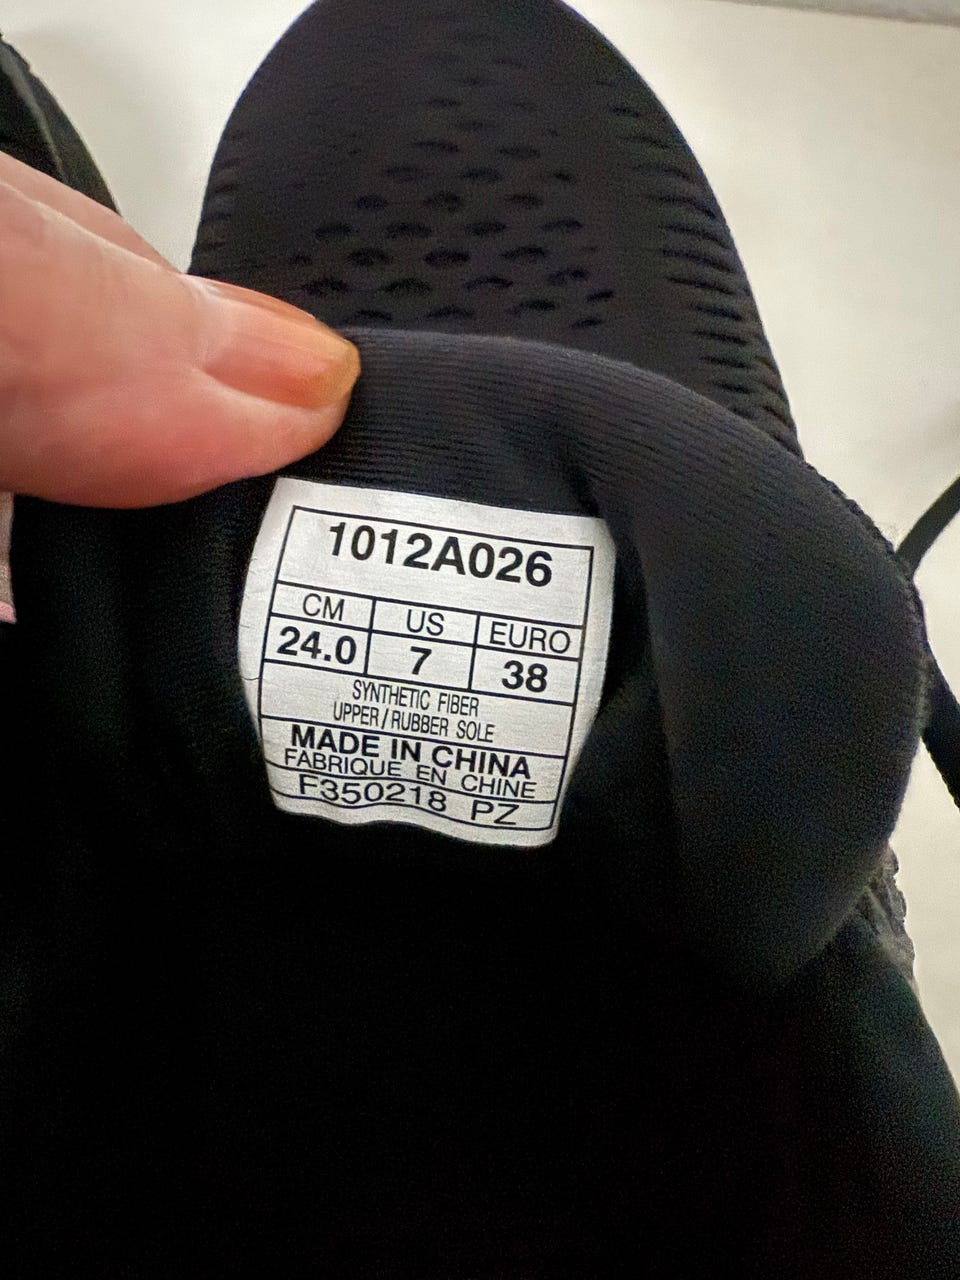 1012A026
CM US EURO
24.0 7 38
SYNTHETIC FIBER
UPPER / RUBBER SOLE
MADE IN CHINA
FABRIQUE EN CHINE
F350218 PZ